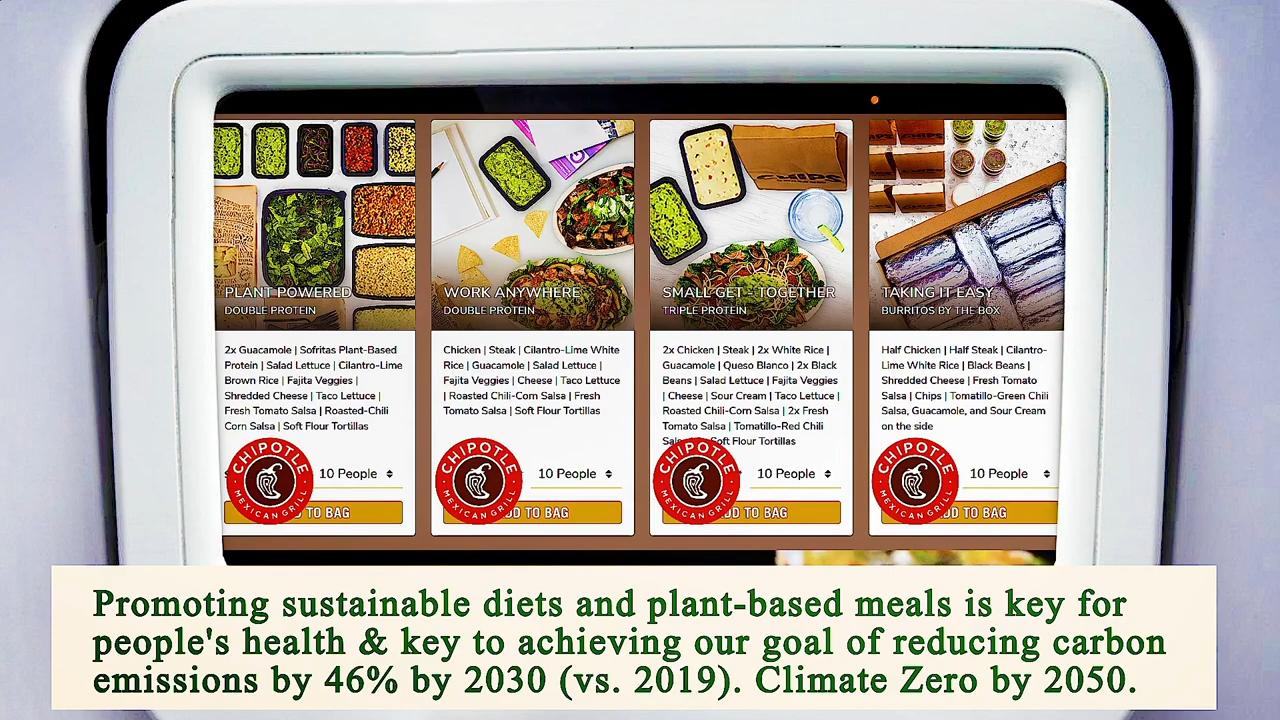 CHIPS
CHIPS
PLANT POWERED
DOUBLE PROTEIN
2x Guacamole | Sofritas Plant-Based
Protein | Salad Lettuce | Cilantro-Lime
Brown Rice | Fajita Veggies |
Shredded Cheese | Taco Lettuce |
Fresh Tomato Salsa | Roasted-Chili
Corn Salsa | Soft Flour Tortillas
CHIPOTLE
MEXICAN GRILL
10 People
TO BAG
WORK ANYWHERE
DOUBLE PROTEIN
Chicken | Steak | Cilantro-Lime White
Rice | Guacamole | Salad Lettuce |
Fajita Veggies | Cheese | Taco Lettuce
| Roasted Chili-Corn Salsa | Fresh
Tomato Salsa | Soft Flour Tortillas
CHIPOTLE
MEXICAN GRILL
10 People
DD TO BAG
SMALL GET - TOGETHER
TRIPLE PROTEIN
2x Chicken | Steak | 2x White Rice |
Guacamole | Queso Blanco | 2x Black
Beans | Salad Lettuce | Fajita Veggies
| Cheese | Sour Cream | Taco Lettuce |
Roasted Chili-Corn Salsa | 2x Fresh
Tomato Salsa | Tomatillo-Red Chili
Soft Flour Tortillas
CHIPOTLE
MEXICAN GRILL
10 People
DD TO BAG
TAKING IT EASY
BURRITOS BY THE BOX
Half Chicken | Half Steak | Cilantro-
Lime White Rice | Black Beans |
Shredded Cheese | Fresh Tomato
Salsa | Chips | Tomatillo-Green Chili
Salsa, Guacamole, and Sour Cream
on the side
CHIPOTLE
MEXICAN GRILL
10 People
DD TO BAG
Promoting sustainable diets and plant-based meals is key for
people's health & key to achieving our goal of reducing carbon
emissions by 46% by 2030 (vs. 2019). Climate Zero by 2050.